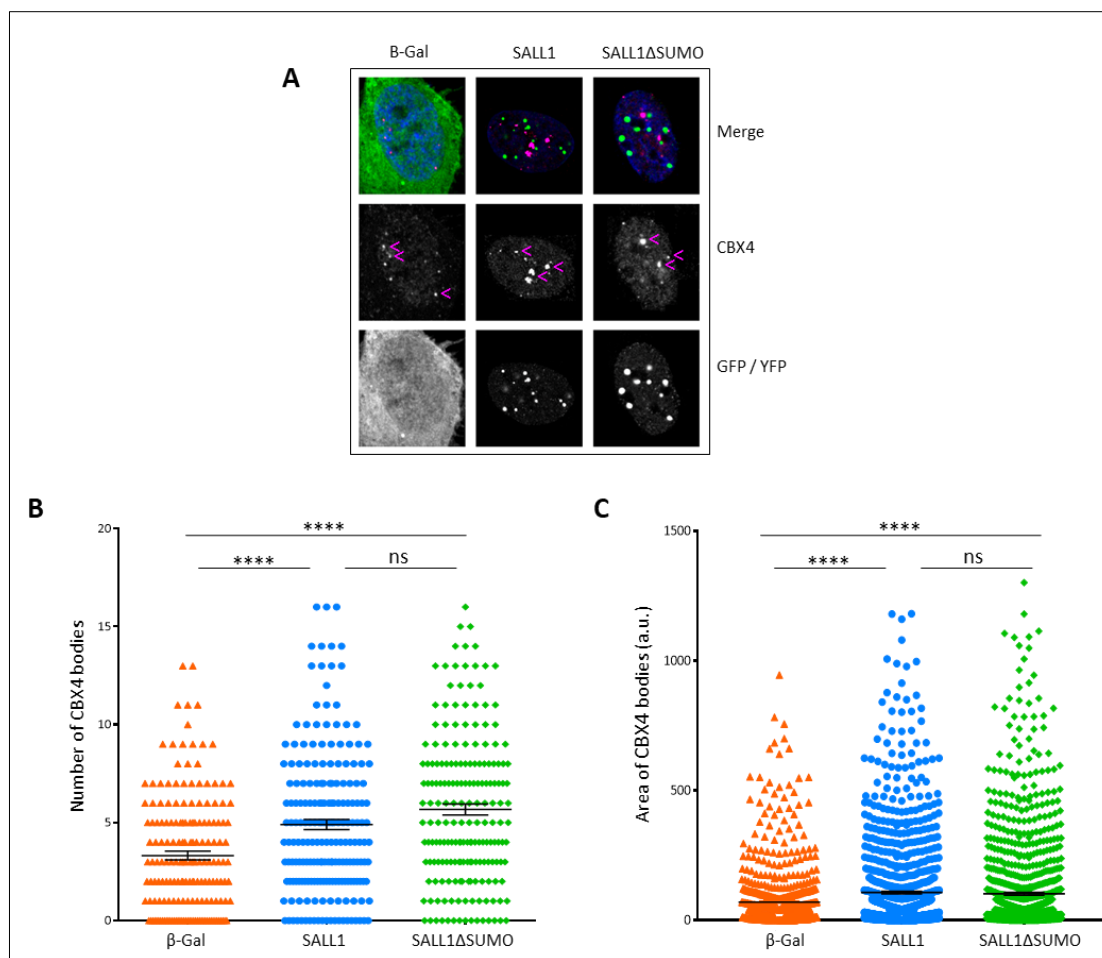 A
B-Gal SALL1 SALL1ΔSUMO
Merge
CBX4
GFP / YFP
B
Number of CBX4 bodies
20
15
10
5
0
****
**** ns
β-Gal SALL1 SALL1ΔSUMO
C
Area of CBX4 bodies (a.u.)
1500
1000
500
0
****
**** ns
β-Gal SALL1 SALL1ΔSUMO